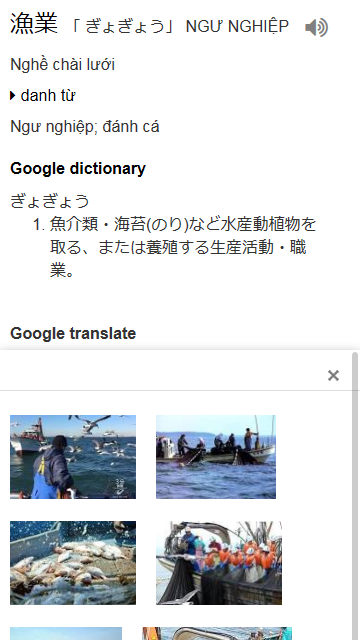 漁業 「 ぎょぎょう」 NGƯ NGHIỆP
Nghề chài lưới
danh từ
Ngư nghiệp; đánh cá
Google dictionary
ぎょぎょう
1. 魚介類・海苔(のり)など水産動植物を
取る、または養殖する生産活動・職
業。
Google translate